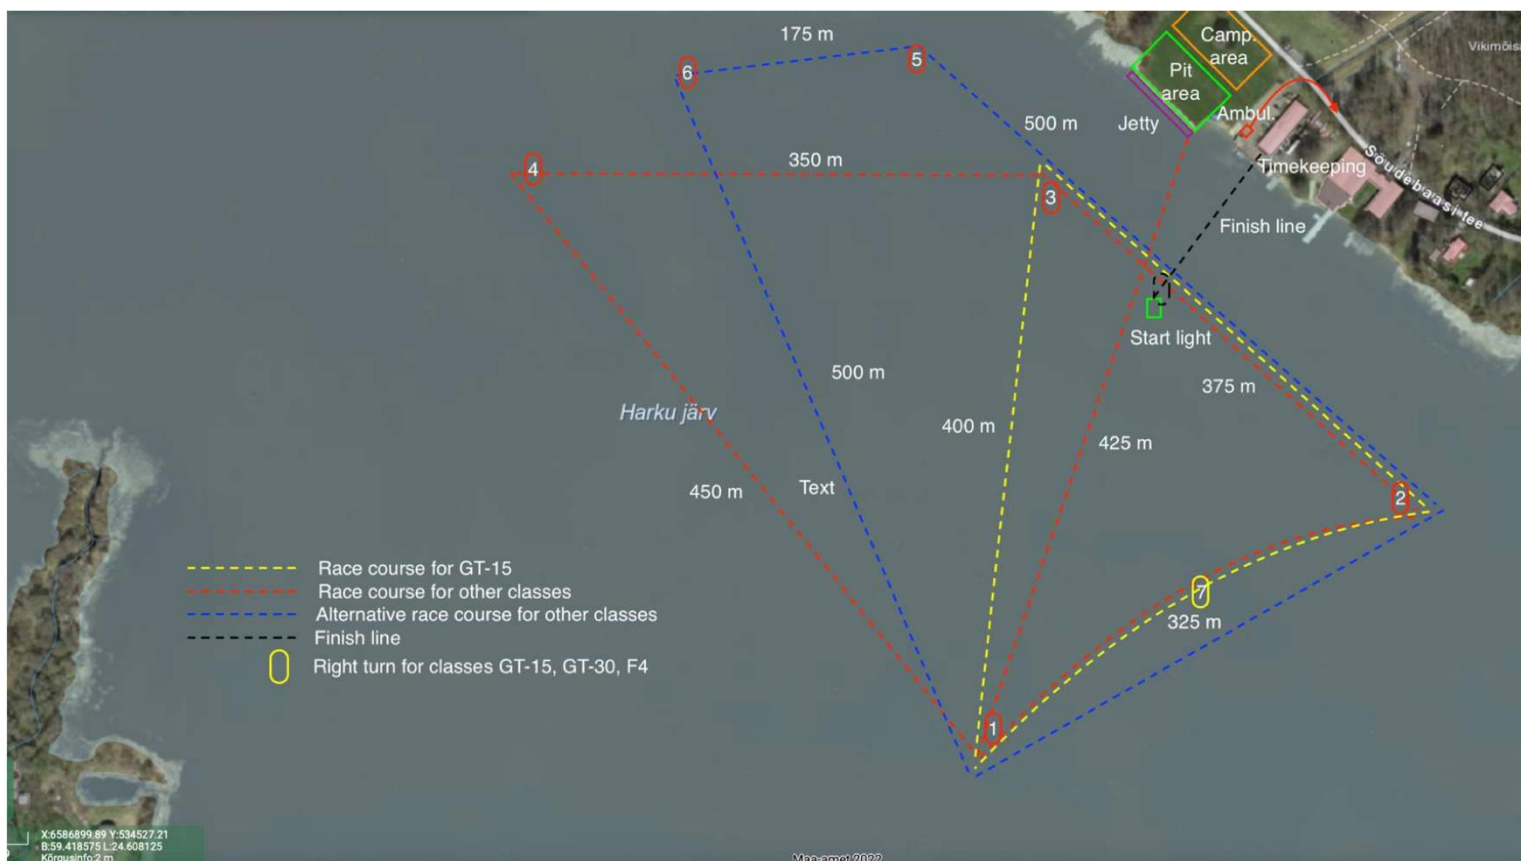 175 m
Camp.
area
Vikimõisa
5
6
Pit
area
500 m
Jetty
Ambul.
350 m
4
Timekeeping
Sõudebaasi tee
3
Finish line
Start light
500 m
375 m
Harku järv
400 m
425 m
450 m
Text
2
Race course for GT-15
Race course for other classes
7
Alternative race course for other classes
325 m
Finish line
Right turn for classes GT-15, GT-30, F4
1
X:6586899.89 Y:534527.21
B:59.418575 L:24.608125
Kõrgusinfo:2 m
Maa-amet 2022